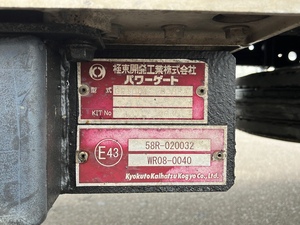 極東開発工業株式会社
パワーゲート
型式
KIT No
E43
58R-020032
WR08-0040
Kyokuto Kaihatsu Kogyo Co., Ltd.